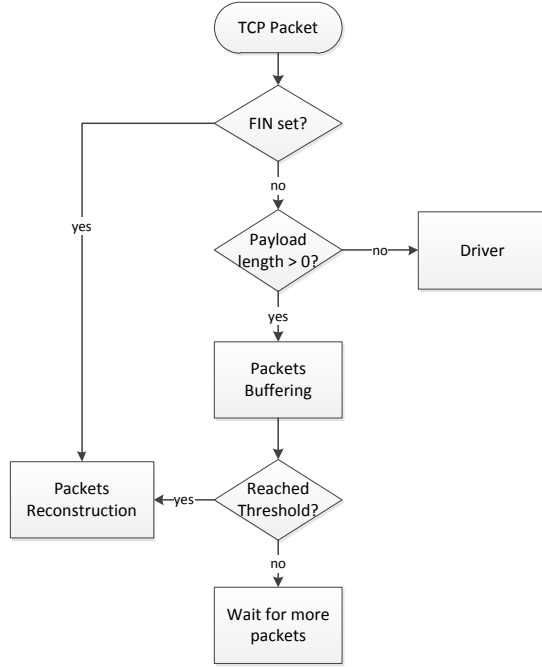 TCP Packet
FIN set?
no
yes
Payload
length > 0?
no
Driver
yes
Packets
Buffering
Packets
Reconstruction
yes
Reached
Threshold?
no
Wait for more
packets